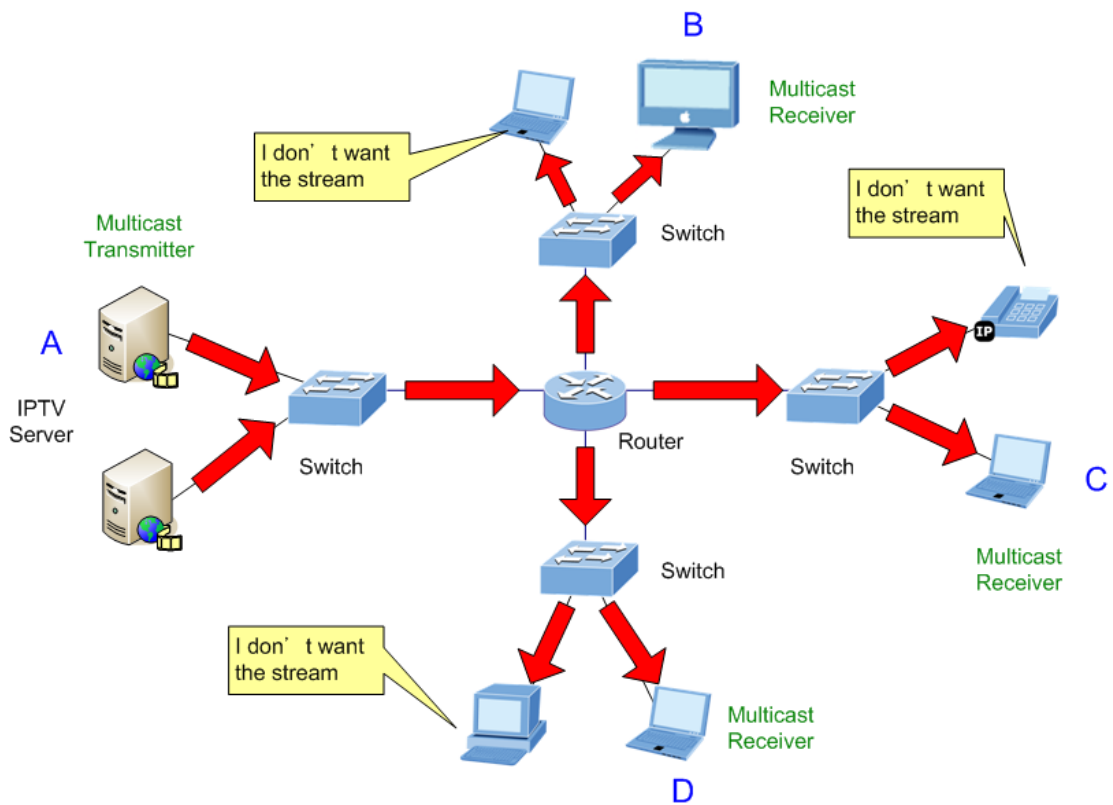 B
Multicast
Receiver
I don’t want
the stream
I don’t want
the stream
Switch
Multicast
Transmitter
A
IP
IPTV
Server
Router
Switch
Switch
C
Multicast
Receiver
Switch
I don’t want
the stream
Multicast
Receiver
D